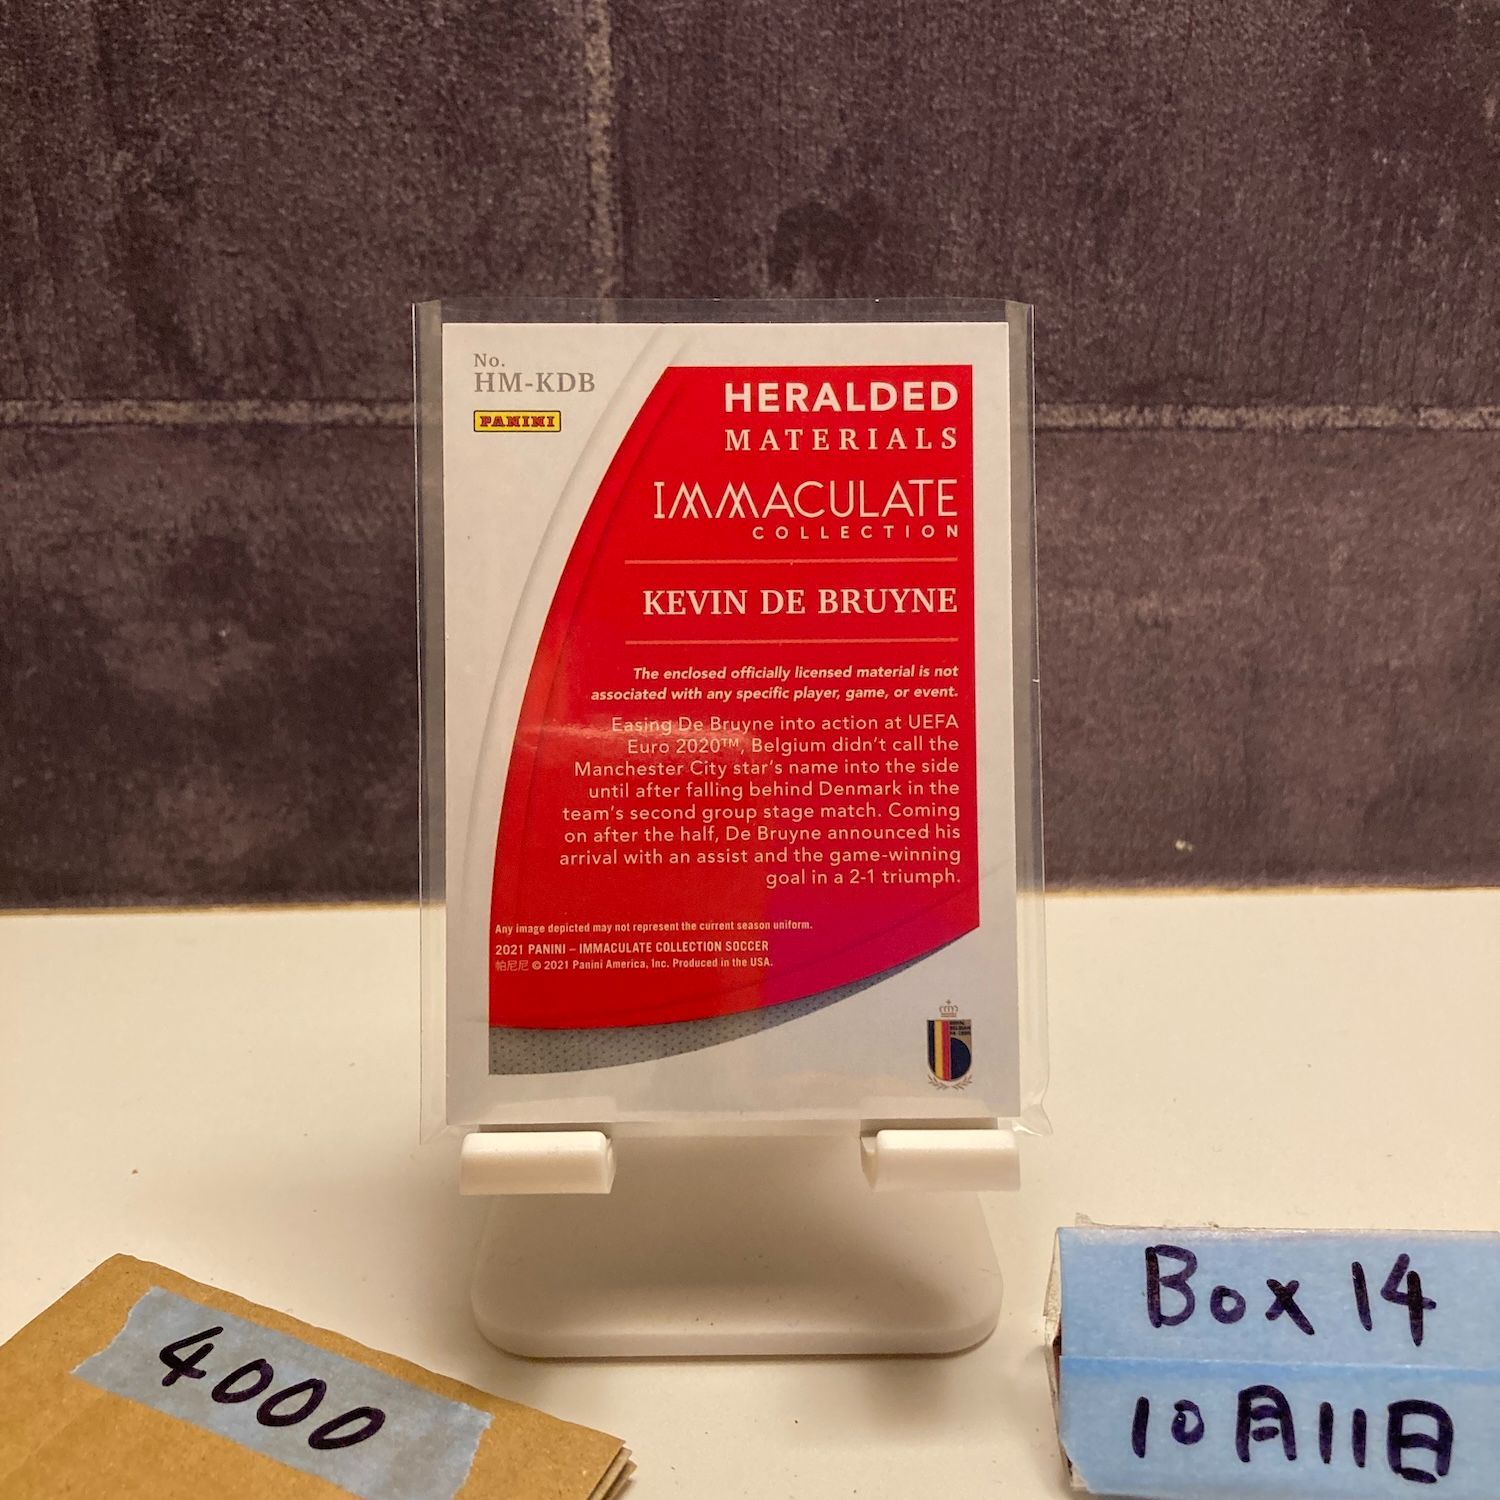 No.
HM-KDB
PANINI
HERALDED
MATERIALS
IMMACULATE
COLLECTION
KEVIN DE BRUYNE
The enclosed officially licensed material is not
associated with any specific player, game, or event.
Easing De Bruyne into action at UEFA
Euro 2020™, Belgium didn't call the
Manchester City star's name into the side
until after falling behind Denmark in the
team's second group stage match. Coming
on after the half, De Bruyne announced his
arrival with an assist and the game-winning
goal in a 2-1 triumph.
Any image depicted may not represent the current season uniform.
2021 PANINI – IMMACULATE COLLECTION SOCCER
帕尼尼 © 2021 Panini America, Inc. Produced in the USA.
4000
Box 14
10月11日